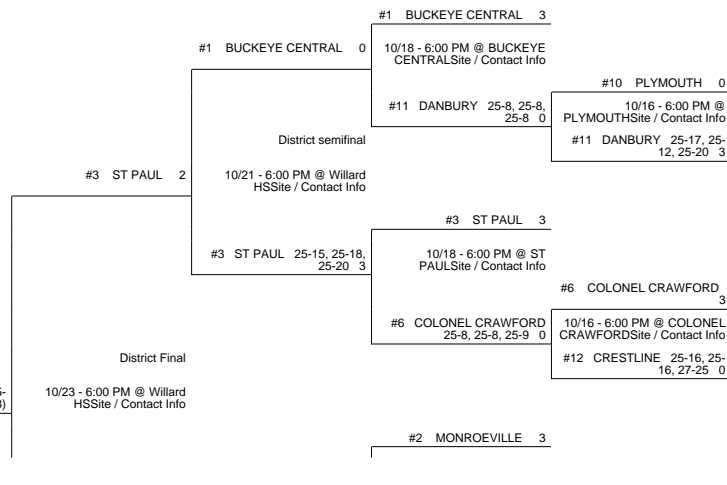 #1 BUCKEYE CENTRAL 3
#1 BUCKEYE CENTRAL 0
10/18 - 6:00 PM @ BUCKEYE
CENTRALSite / Contact Info
#10 PLYMOUTH 0
#11 DANBURY 25-8, 25-8,
25-8 0
10/16 - 6:00 PM @
PLYMOUTHSite / Contact Info
#11 DANBURY 25-17, 25-
12, 25-20 3
District semifinal
#3 ST PAUL 2
10/21 - 6:00 PM @ Willard
HSSite / Contact Info
#3 ST PAUL 3
#3 ST PAUL 25-15, 25-18,
25-20 3
10/18 - 6:00 PM @ ST
PAULSite / Contact Info
#6 COLONEL CRAWFORD
3
#6 COLONEL CRAWFORD
25-8, 25-8, 25-9 0
10/16 - 6:00 PM @ COLONEL
CRAWFORDSite / Contact Info
#12 CRESTLINE 25-16, 25-
16, 27-25 0
District Final
10/23 - 6:00 PM @ Willard
HSSite / Contact Info
#2 MONROEVILLE 3